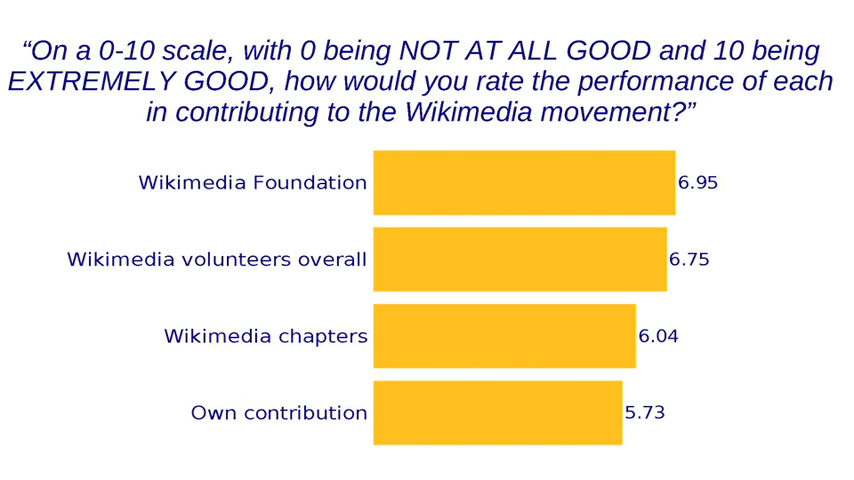 “On a 0-10 scale, with 0 being NOT AT ALL GOOD and 10 being
EXTREMELY GOOD, how would you rate the performance of each
in contributing to the Wikimedia movement?”
Wikimedia Foundation 6.95
Wikimedia volunteers overall 6.75
Wikimedia chapters 6.04
Own contribution 5.73